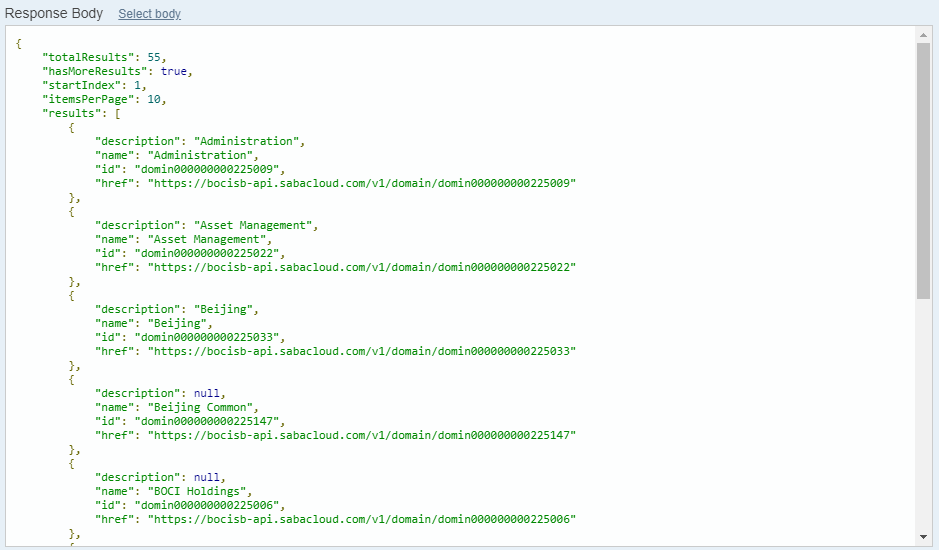 Response Body Select body
{
"totalResults": 55,
"hasMoreResults": true,
"startIndex": 1,
"itemsPerPage": 10,
"results": [
{
"description": "Administration",
"name": "Administration",
"id": "domin000000000225009",
"href": "https://bocisb-api.sabacloud.com/v1/domain/domin000000000225009"
},
{
"description": "Asset Management",
"name": "Asset Management",
"id": "domin000000000225022",
"href": "https://bocisb-api.sabacloud.com/v1/domain/domin000000000225022"
},
{
"description": "Beijing",
"name": "Beijing",
"id": "domin000000000225033",
"href": "https://bocisb-api.sabacloud.com/v1/domain/domin000000000225033"
},
{
"description": null,
"name": "Beijing Common",
"id": "domin000000000225147",
"href": "https://bocisb-api.sabacloud.com/v1/domain/domin000000000225147"
},
{
"description": null,
"name": "BOCI Holdings",
"id": "domin000000000225006",
"href": "https://bocisb-api.sabacloud.com/v1/domain/domin000000000225006"
},